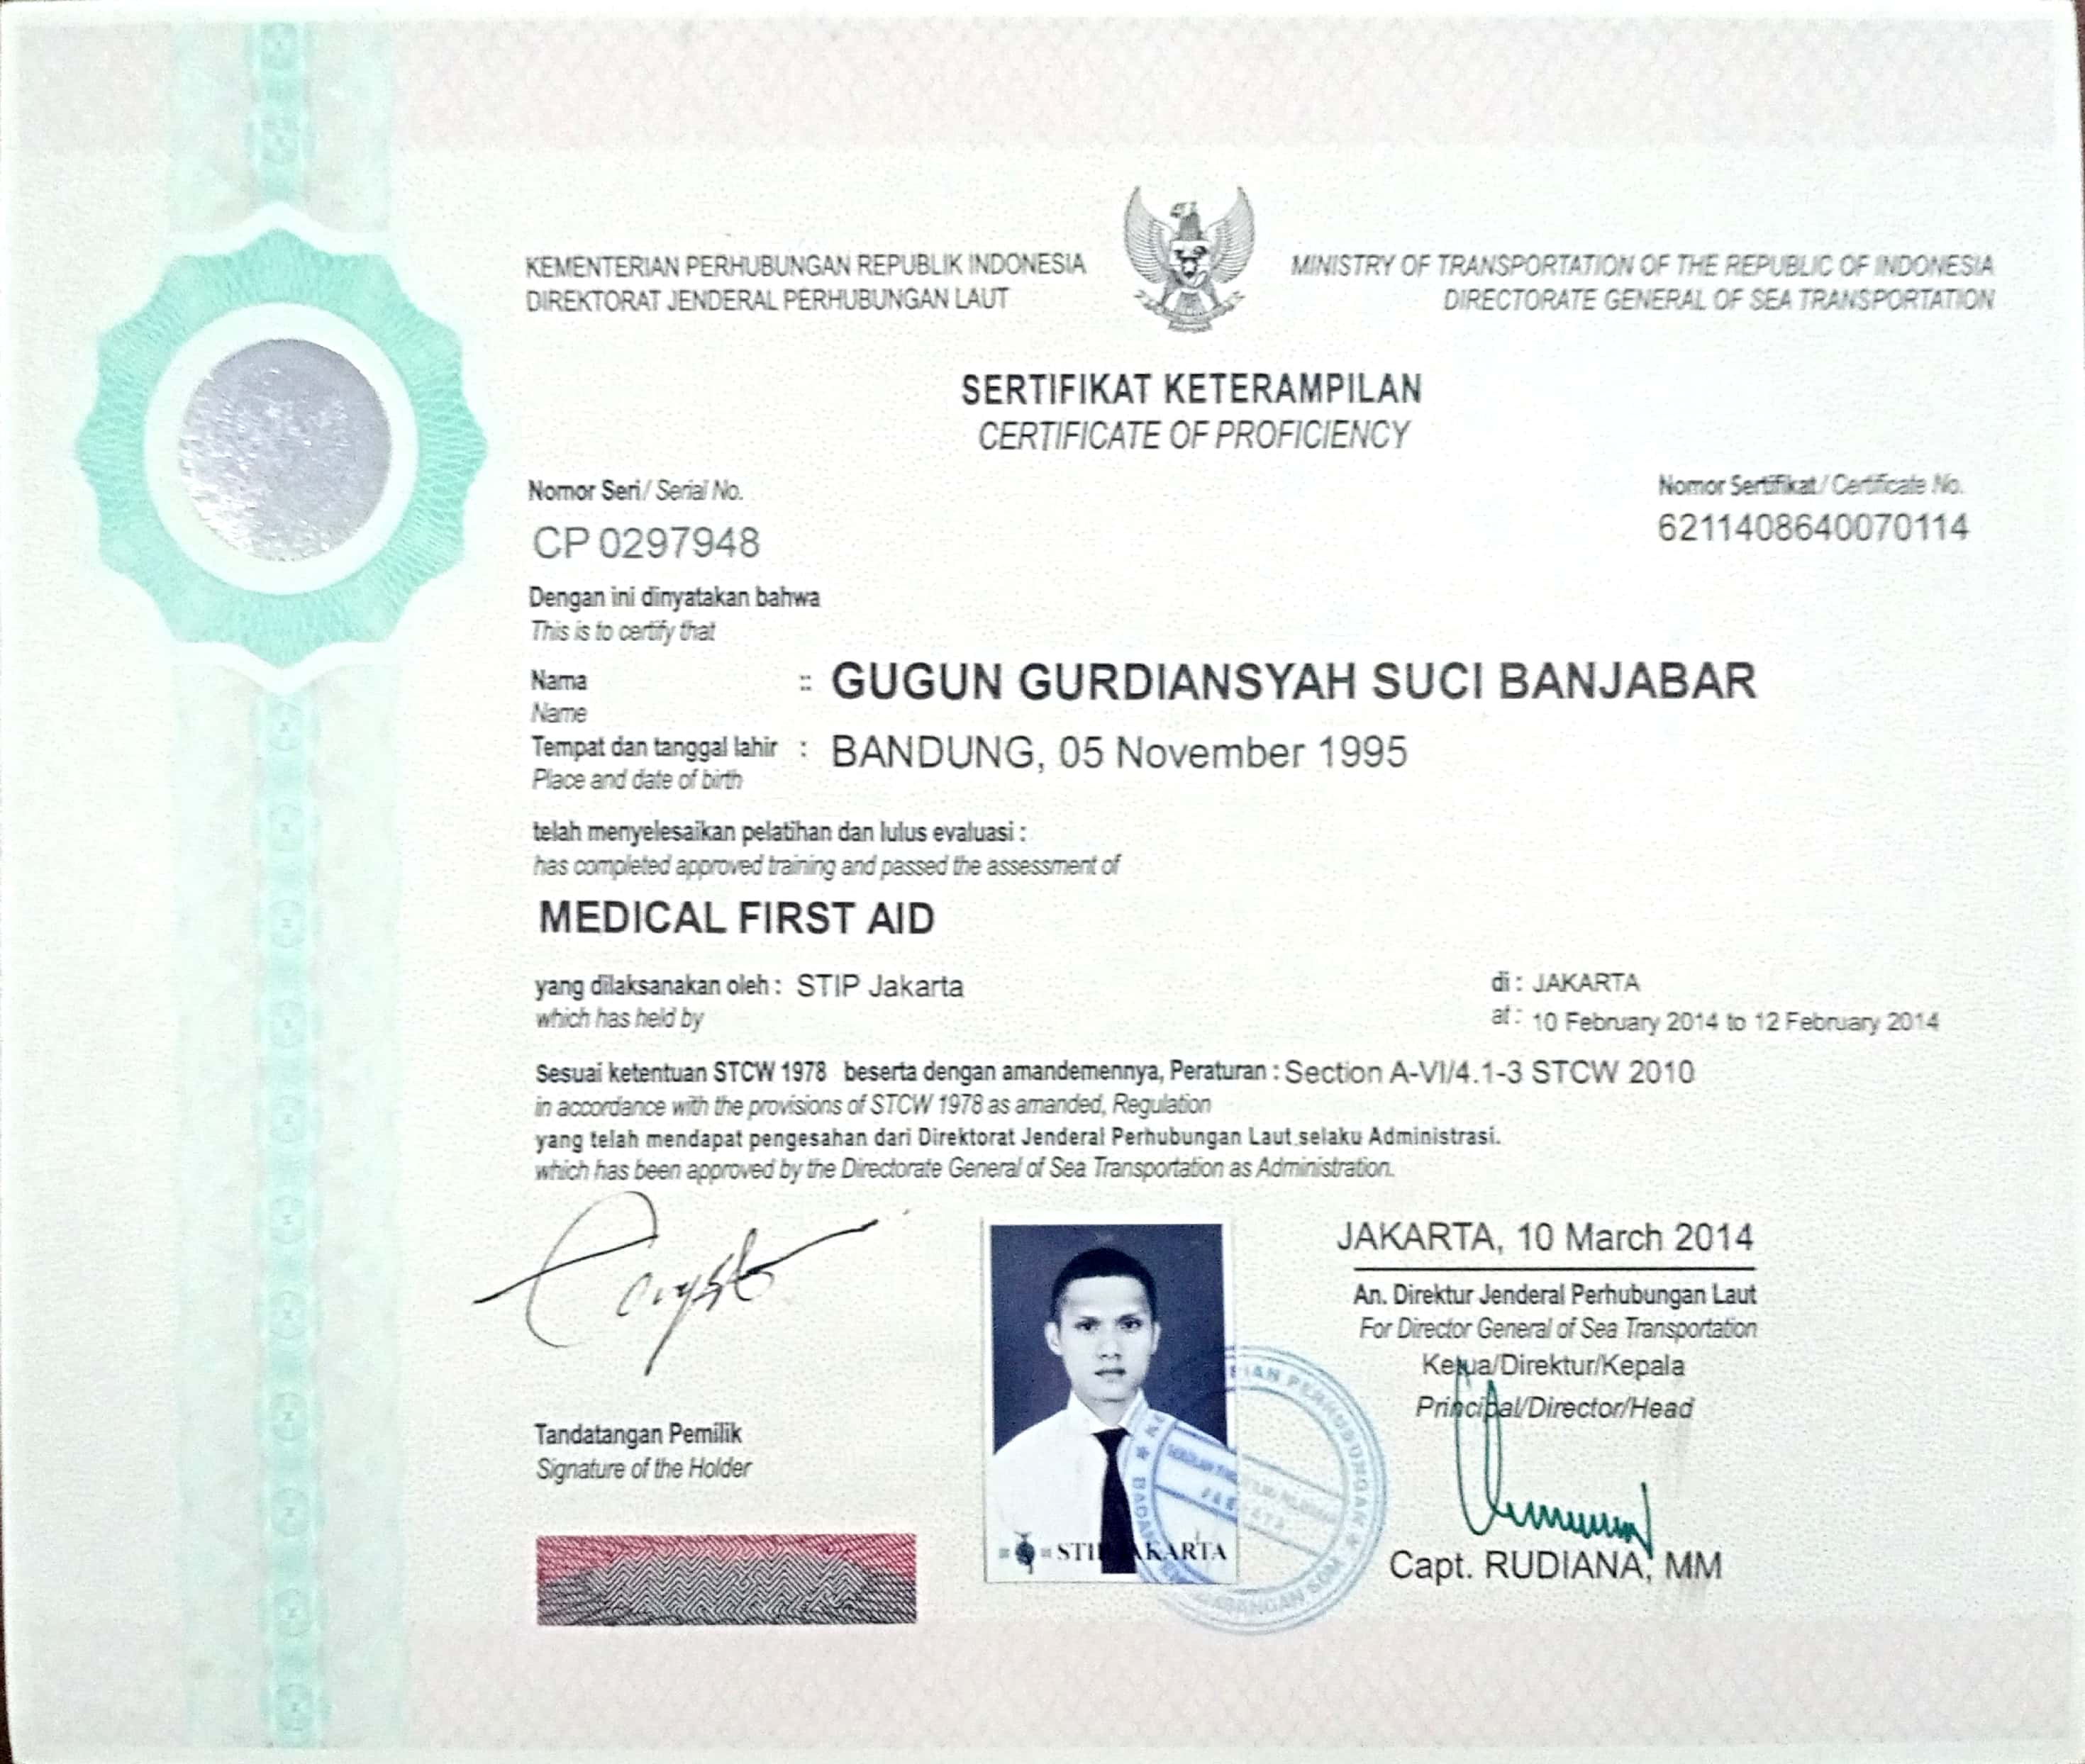 KEMENTERIAN PERHUBUNGAN REPUBLIK INDONESIA
DIREKTORAT JENDERAL PERHUBUNGAN LAUT
MINISTRY OF TRANSPORTATION OF THE REPUBLIC OF INDONESIA
DIRECTORATE GENERAL OF SEA TRANSPORTATION
SERTIFIKAT KETERAMPILAN
CERTIFICATE OF PROFICIENCY
Nomor Seri / Serial No.
CP 0297948
Nomor Sertifikat / Certificate No.
6211408640070114
Dengan ini dinyatakan bahwa
This is to certify that
Nama :: GUGUN GURDIANSYAH SUCI BANJABAR
Name
Tempat dan tanggal lahir : BANDUNG, 05 November 1995
Place and date of birth
telah menyelesaikan pelatihan dan lulus evaluasi :
has completed approved training and passed the assessment of
MEDICAL FIRST AID
yang dilaksanakan oleh : STIP Jakarta
which has held by
di : JAKARTA
at : 10 February 2014 to 12 February 2014
Sesuai ketentuan STCW 1978 beserta dengan amandemennya, Peraturan : Section A-VI/4.1-3 STCW 2010
in accordance with the provisions of STCW 1978 as amanded, Regulation
yang telah mendapat pengesahan dari Direktorat Jenderal Perhubungan Laut selaku Administrasi.
which has been approved by the Directorate General of Sea Transportation as Administration.
Tandatangan Pemilik
Signature of the Holder
JAKARTA, 10 March 2014
An. Direktur Jenderal Perhubungan Laut
For Director General of Sea Transportation
Ketua/Direktur/Kepala
Principal/Director/Head
Capt. RUDIANA, MM